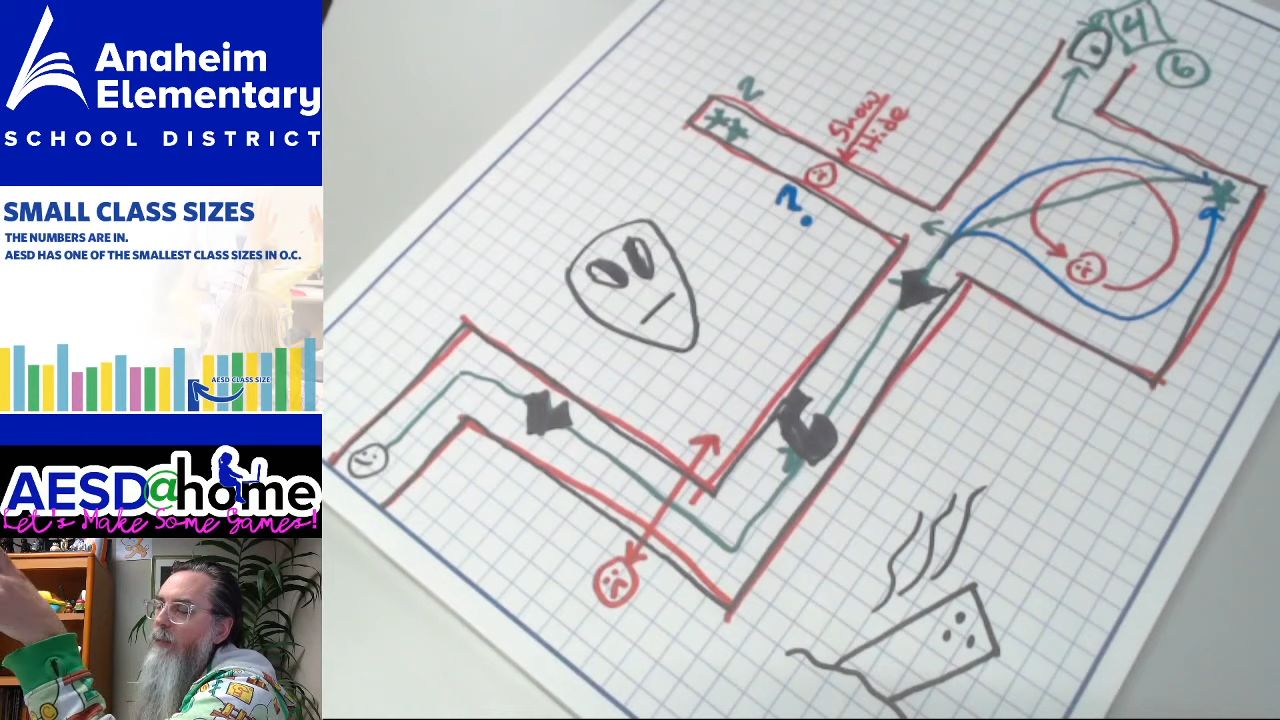 Anaheim
Elementary
SCHOOL DISTRICT
SMALL CLASS SIZES
THE NUMBERS ARE IN.
AESD HAS ONE OF THE SMALLEST CLASS SIZES IN O.C.
AESD CLASS SIZE
AESD@home
Let's Make Some Games!
4
6
2
Show
Hide
?